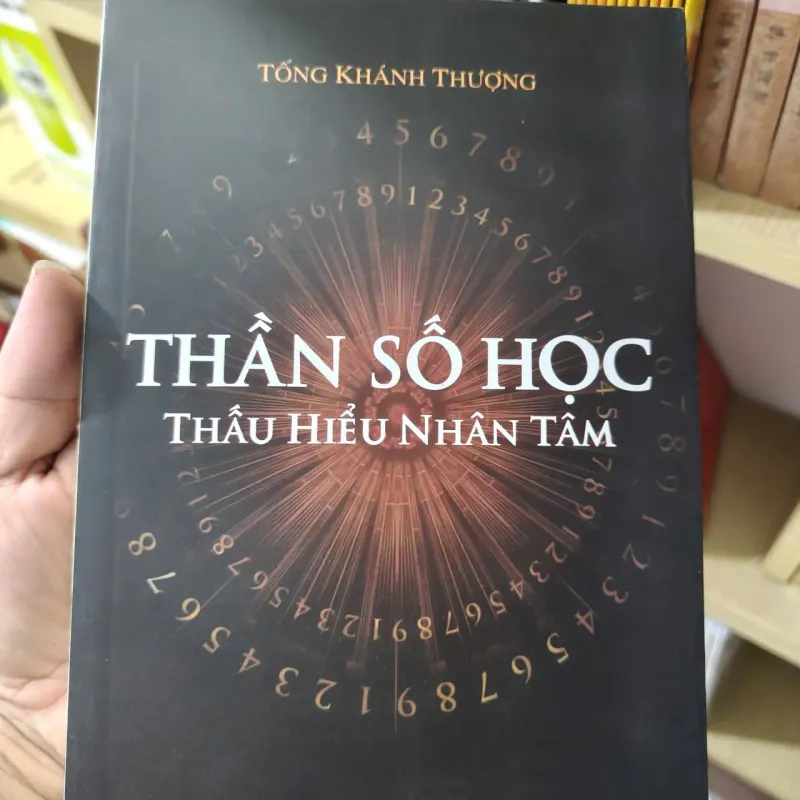 TỐNG KHÁNH THƯỢNG
THẦN SỐ HỌC
THẤU HIỂU NHÂN TÂM